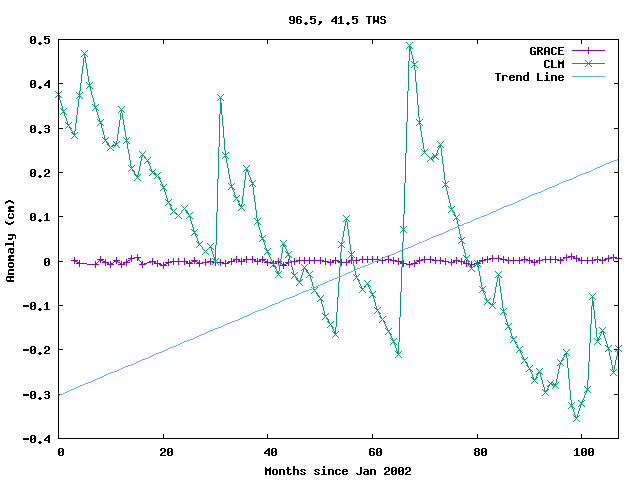 96.5, 41.5 TWS
GRACE
CLM
Trend Line
Anomaly (cm)
0.5
0.4
0.3
0.2
0.1
0
-0.1
-0.2
-0.3
-0.4
0 20 40 60 80 100
Months since Jan 2002